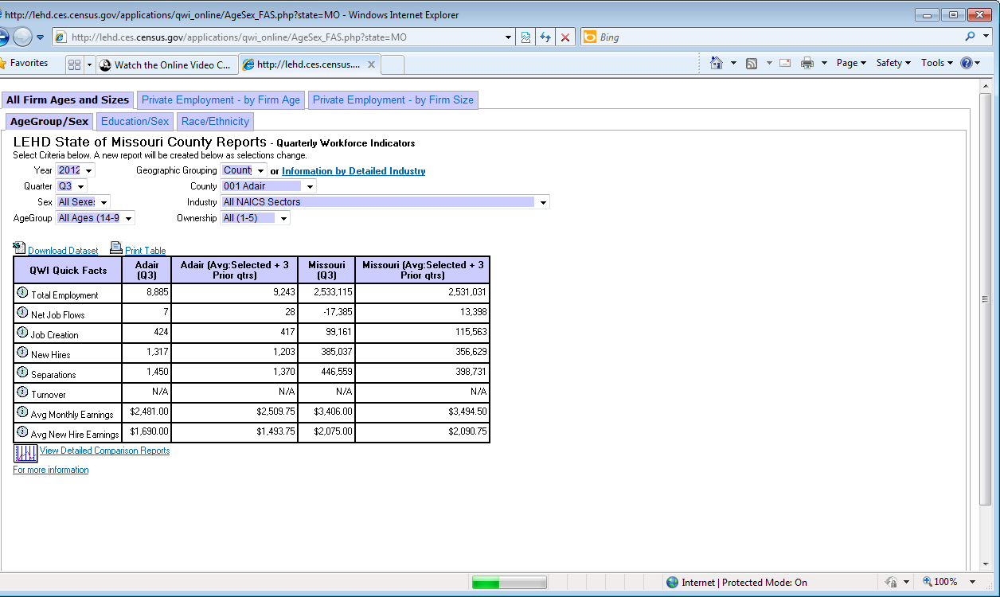 http://lehd.ces.census.gov/applications/qwi_online/AgeSex_FAS.php?state=MO - Windows Internet Explorer
http://lehd.ces.census.gov/applications/qwi_online/AgeSex_FAS.php?state=MO Bing
Favorites Watch the Online Video C... http://lehd.ces.census.... Page Safety Tools
All Firm Ages and Sizes Private Employment - by Firm Age Private Employment - by Firm Size
AgeGroup/Sex Education/Sex Race/Ethnicity
LEHD State of Missouri County Reports - Quarterly Workforce Indicators
Select Criteria below. A new report will be created below as selections change.
Year 2012 Geographic Grouping County or Information by Detailed Industry
Quarter Q3 County 001 Adair
Sex All Sexes Industry All NAICS Sectors
AgeGroup All Ages (14-9 Ownership All (1-5)
Download Dataset Print Table
QWI Quick Facts Adair (Q3) Adair (Avg:Selected + 3 Prior qtrs) Missouri (Q3) Missouri (Avg:Selected + 3 Prior qtrs)
Total Employment 8,885 9,243 2,533,115 2,531,031
Net Job Flows 7 28 -17,385 13,398
Job Creation 424 417 99,161 115,563
New Hires 1,317 1,203 385,037 356,629
Separations 1,450 1,370 446,559 398,731
Turnover N/A N/A N/A N/A
Avg Monthly Earnings $2,481.00 $2,509.75 $3,406.00 $3,494.50
Avg New Hire Earnings $1,690.00 $1,493.75 $2,075.00 $2,090.75
View Detailed Comparison Reports
For more information
Internet | Protected Mode: On 100%